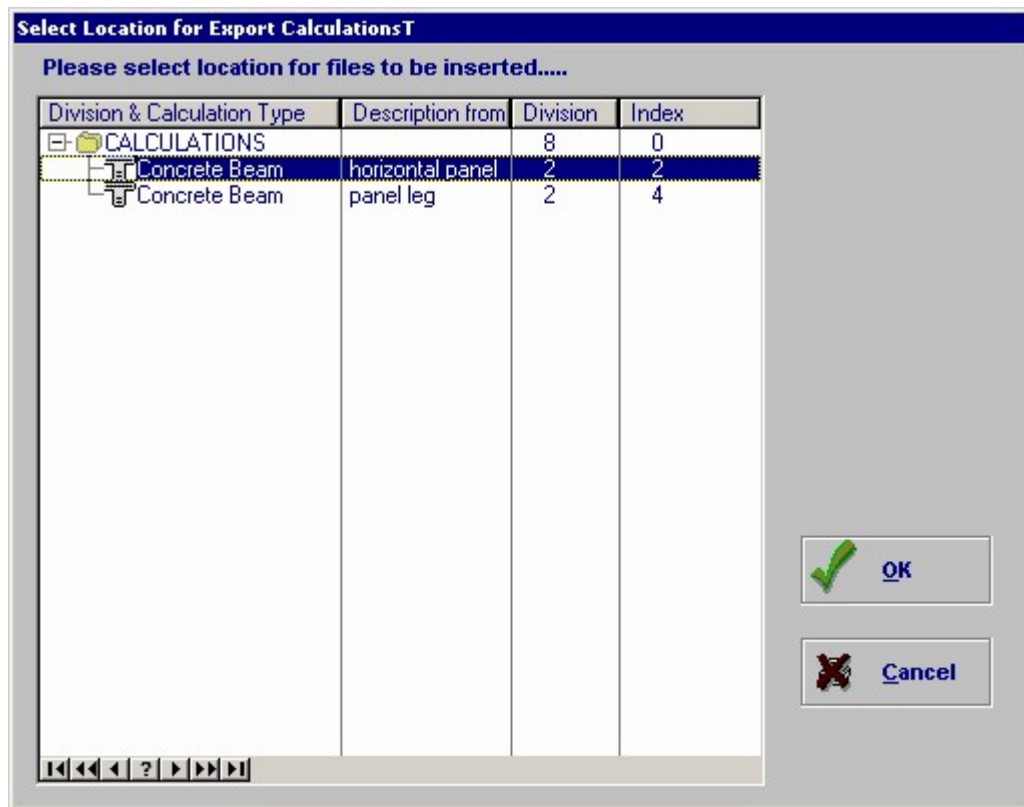 Select Location for Export CalculationsT
Please select location for files to be inserted.....
Division & Calculation Type Description from Division Index
CALCULATIONS 8 0
Concrete Beam horizontal panel 2 2
Concrete Beam panel leg 2 4
OK
Cancel
?